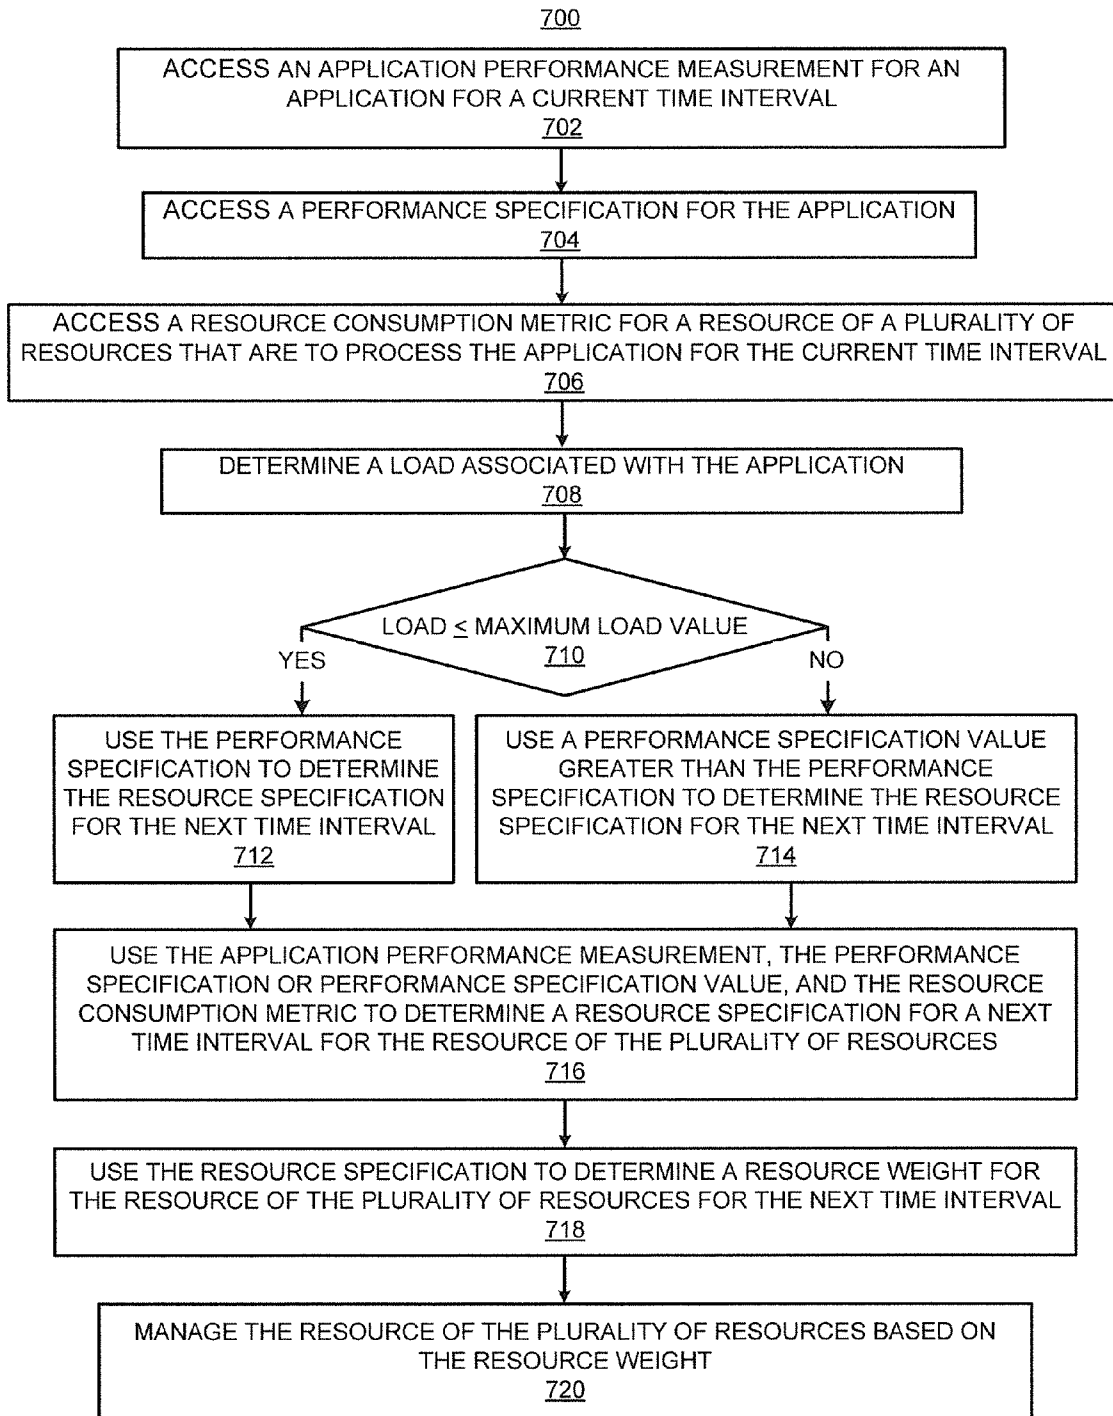 700
ACCESS AN APPLICATION PERFORMANCE MEASUREMENT FOR AN
APPLICATION FOR A CURRENT TIME INTERVAL
702
ACCESS A PERFORMANCE SPECIFICATION FOR THE APPLICATION
704
ACCESS A RESOURCE CONSUMPTION METRIC FOR A RESOURCE OF A PLURALITY OF
RESOURCES THAT ARE TO PROCESS THE APPLICATION FOR THE CURRENT TIME INTERVAL
706
DETERMINE A LOAD ASSOCIATED WITH THE APPLICATION
708
LOAD ≤ MAXIMUM LOAD VALUE
710
YES
NO
USE THE PERFORMANCE
SPECIFICATION TO DETERMINE
THE RESOURCE SPECIFICATION
FOR THE NEXT TIME INTERVAL
712
USE A PERFORMANCE SPECIFICATION VALUE
GREATER THAN THE PERFORMANCE
SPECIFICATION TO DETERMINE THE RESOURCE
SPECIFICATION FOR THE NEXT TIME INTERVAL
714
USE THE APPLICATION PERFORMANCE MEASUREMENT, THE PERFORMANCE
SPECIFICATION OR PERFORMANCE SPECIFICATION VALUE, AND THE RESOURCE
CONSUMPTION METRIC TO DETERMINE A RESOURCE SPECIFICATION FOR A NEXT
TIME INTERVAL FOR THE RESOURCE OF THE PLURALITY OF RESOURCES
716
USE THE RESOURCE SPECIFICATION TO DETERMINE A RESOURCE WEIGHT FOR
THE RESOURCE OF THE PLURALITY OF RESOURCES FOR THE NEXT TIME INTERVAL
718
MANAGE THE RESOURCE OF THE PLURALITY OF RESOURCES BASED ON
THE RESOURCE WEIGHT
720